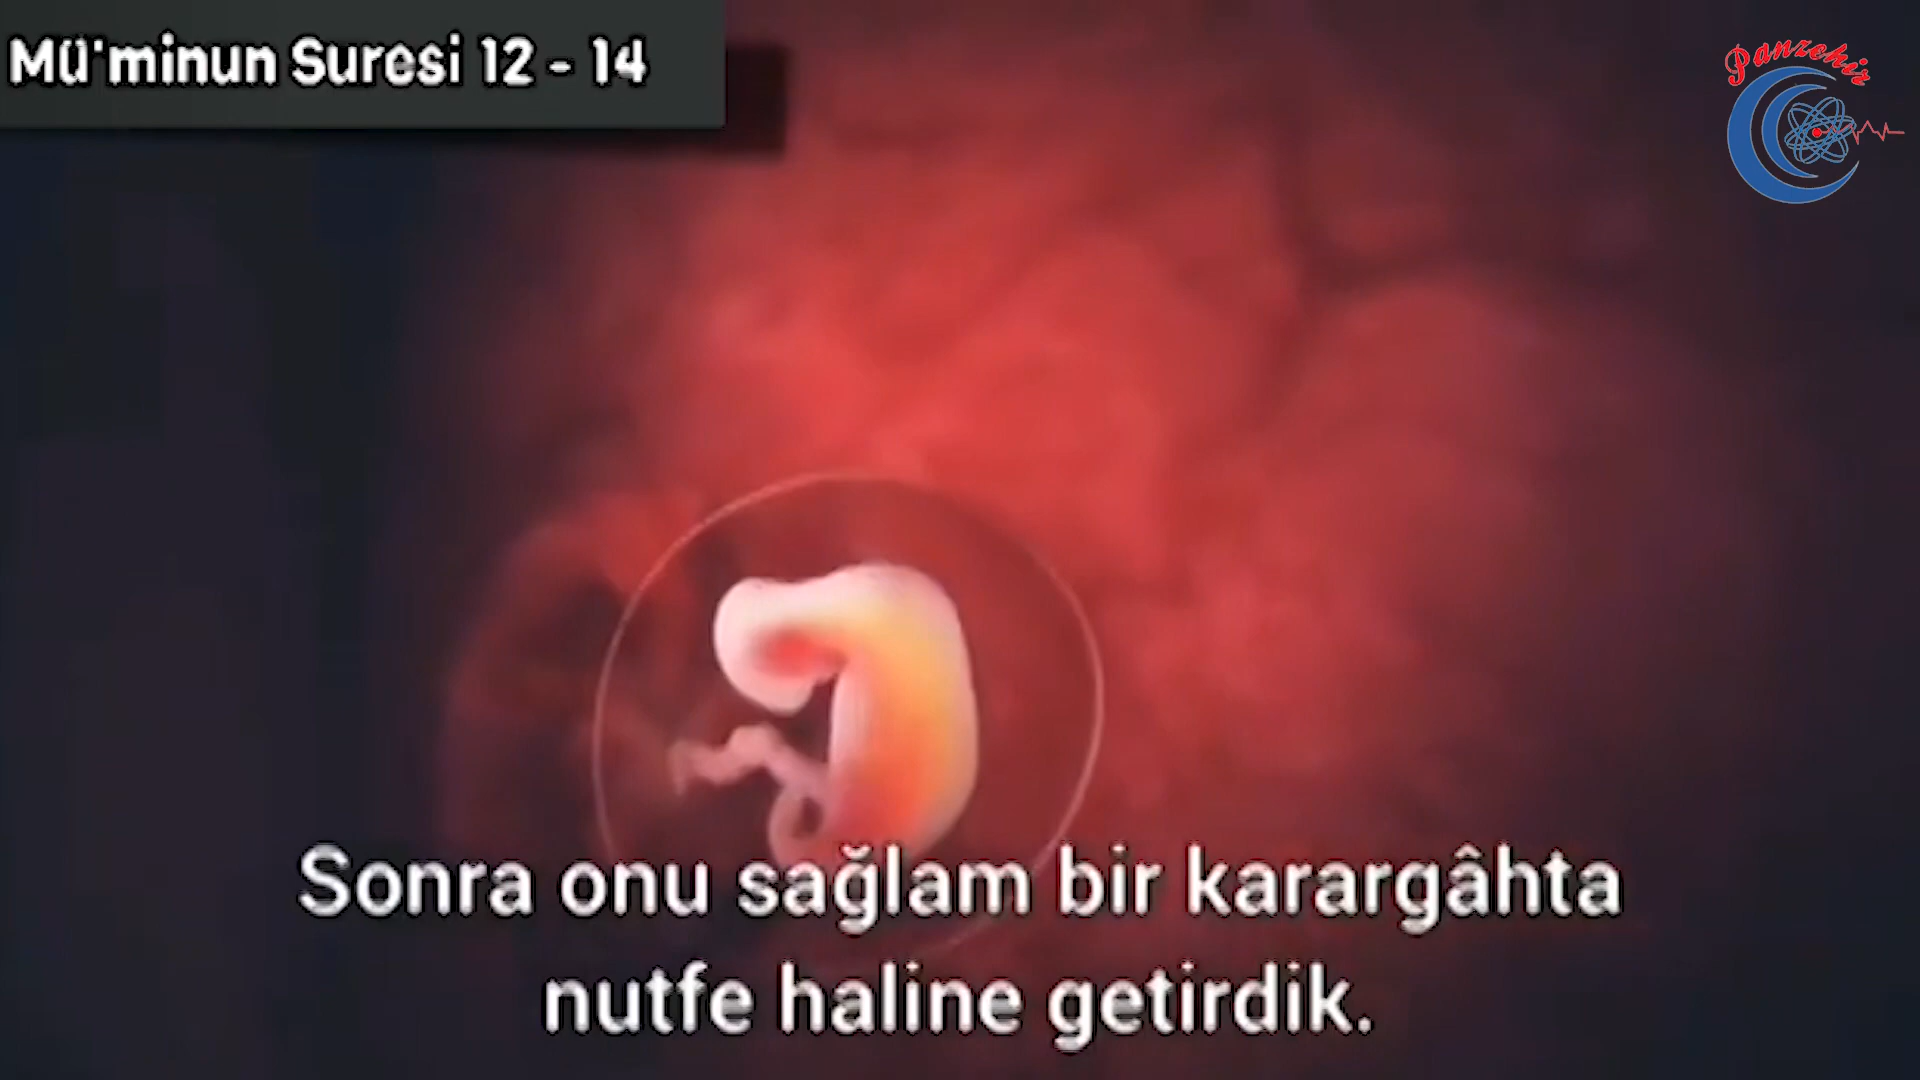 Mü'minun Suresi 12 - 14
Panzehir
Sonra onu sağlam bir karargâhta
nutfe haline getirdik.